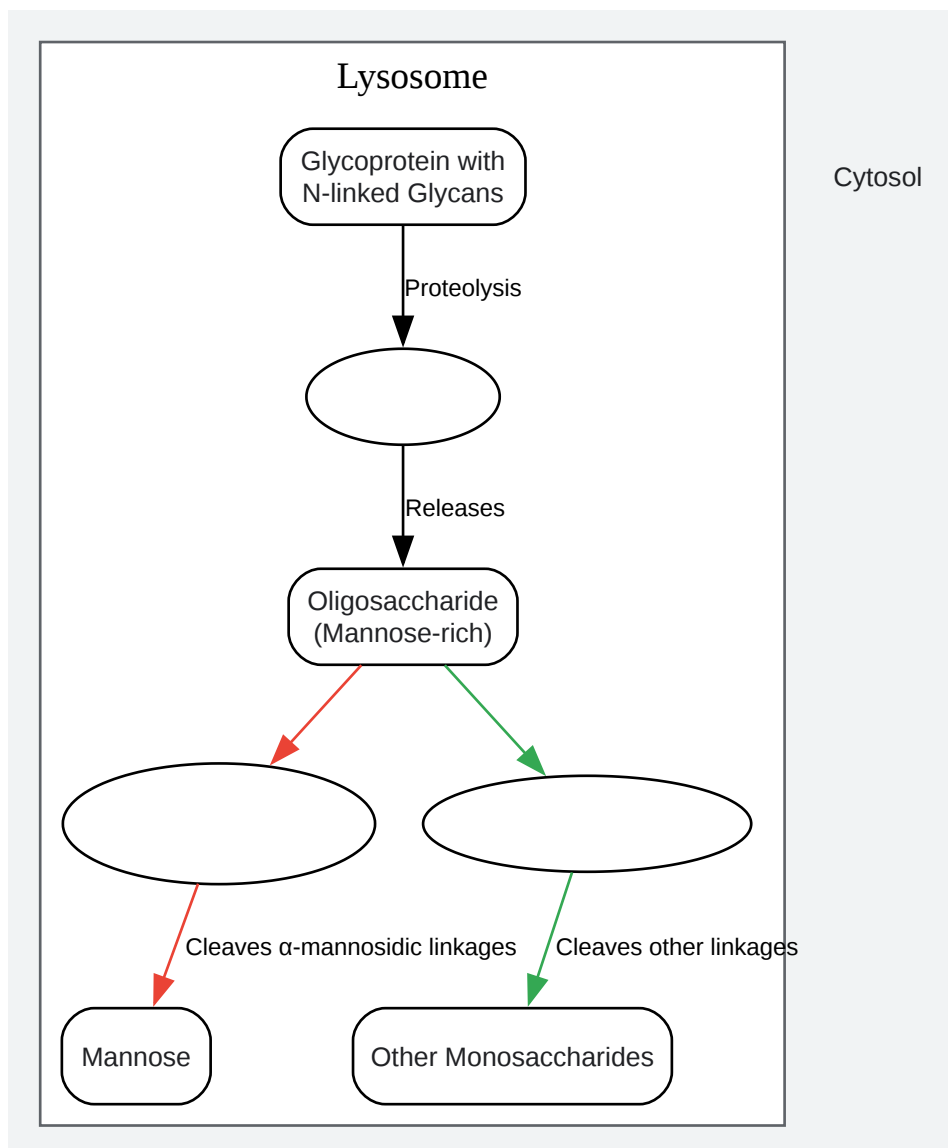 Lysosome
Glycoprotein with
N-linked Glycans
Cytosol
Proteolysis
Releases
Oligosaccharide
(Mannose-rich)
Cleaves α-mannosidic linkages
Cleaves other linkages
Mannose
Other Monosaccharides